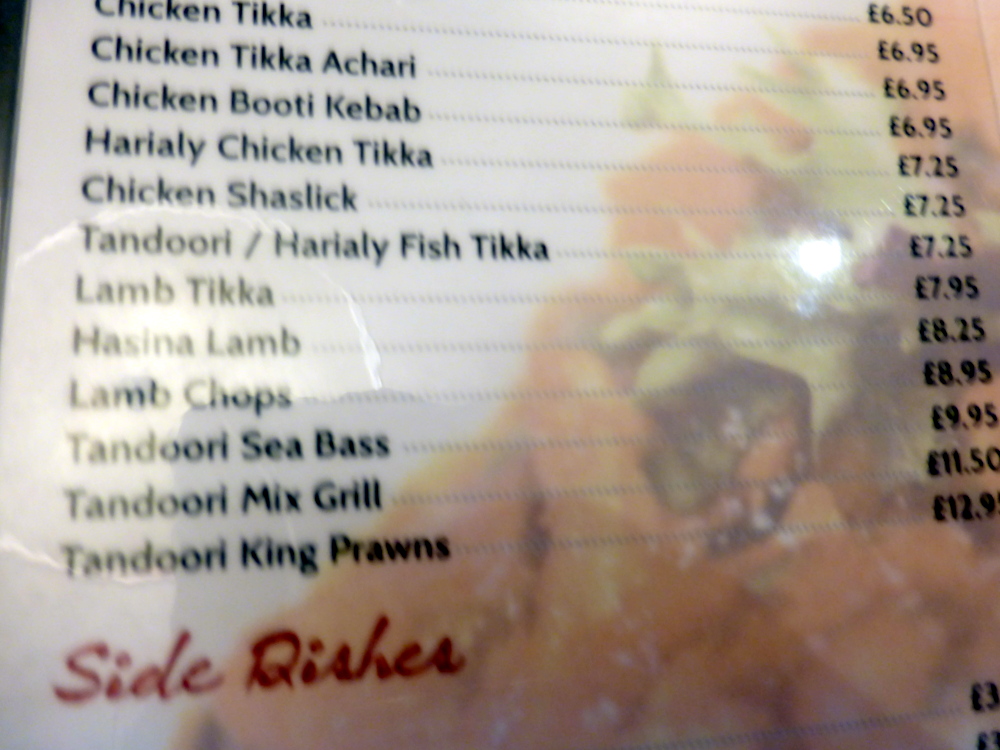 £6.50
Chicken Tikka £6.95
Chicken Tikka Achari £6.95
Chicken Booti Kebab £6.95
Harialy Chicken Tikka £7.25
Chicken Shaslick £7.25
Tandoori / Harialy Fish Tikka £7.25
Lamb Tikka £7.95
Hasina Lamb £8.25
Lamb Chops £8.95
Tandoori Sea Bass £9.95
Tandoori Mix Grill £11.50
Tandoori King Prawns
Side Dishes